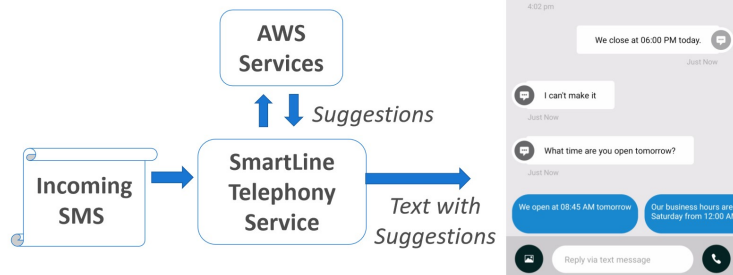 AWS
Services
Suggestions
Incoming
SMS
SmartLine
Telephony
Service
Text with
Suggestions
4:02 pm
We close at 06:00 PM today.
Just Now
I can't make it
Just Now
What time are you open tomorrow?
Just Now
We open at 08:45 AM tomorrow
Our business hours are
Saturday from 12:00 AM
Reply via text message